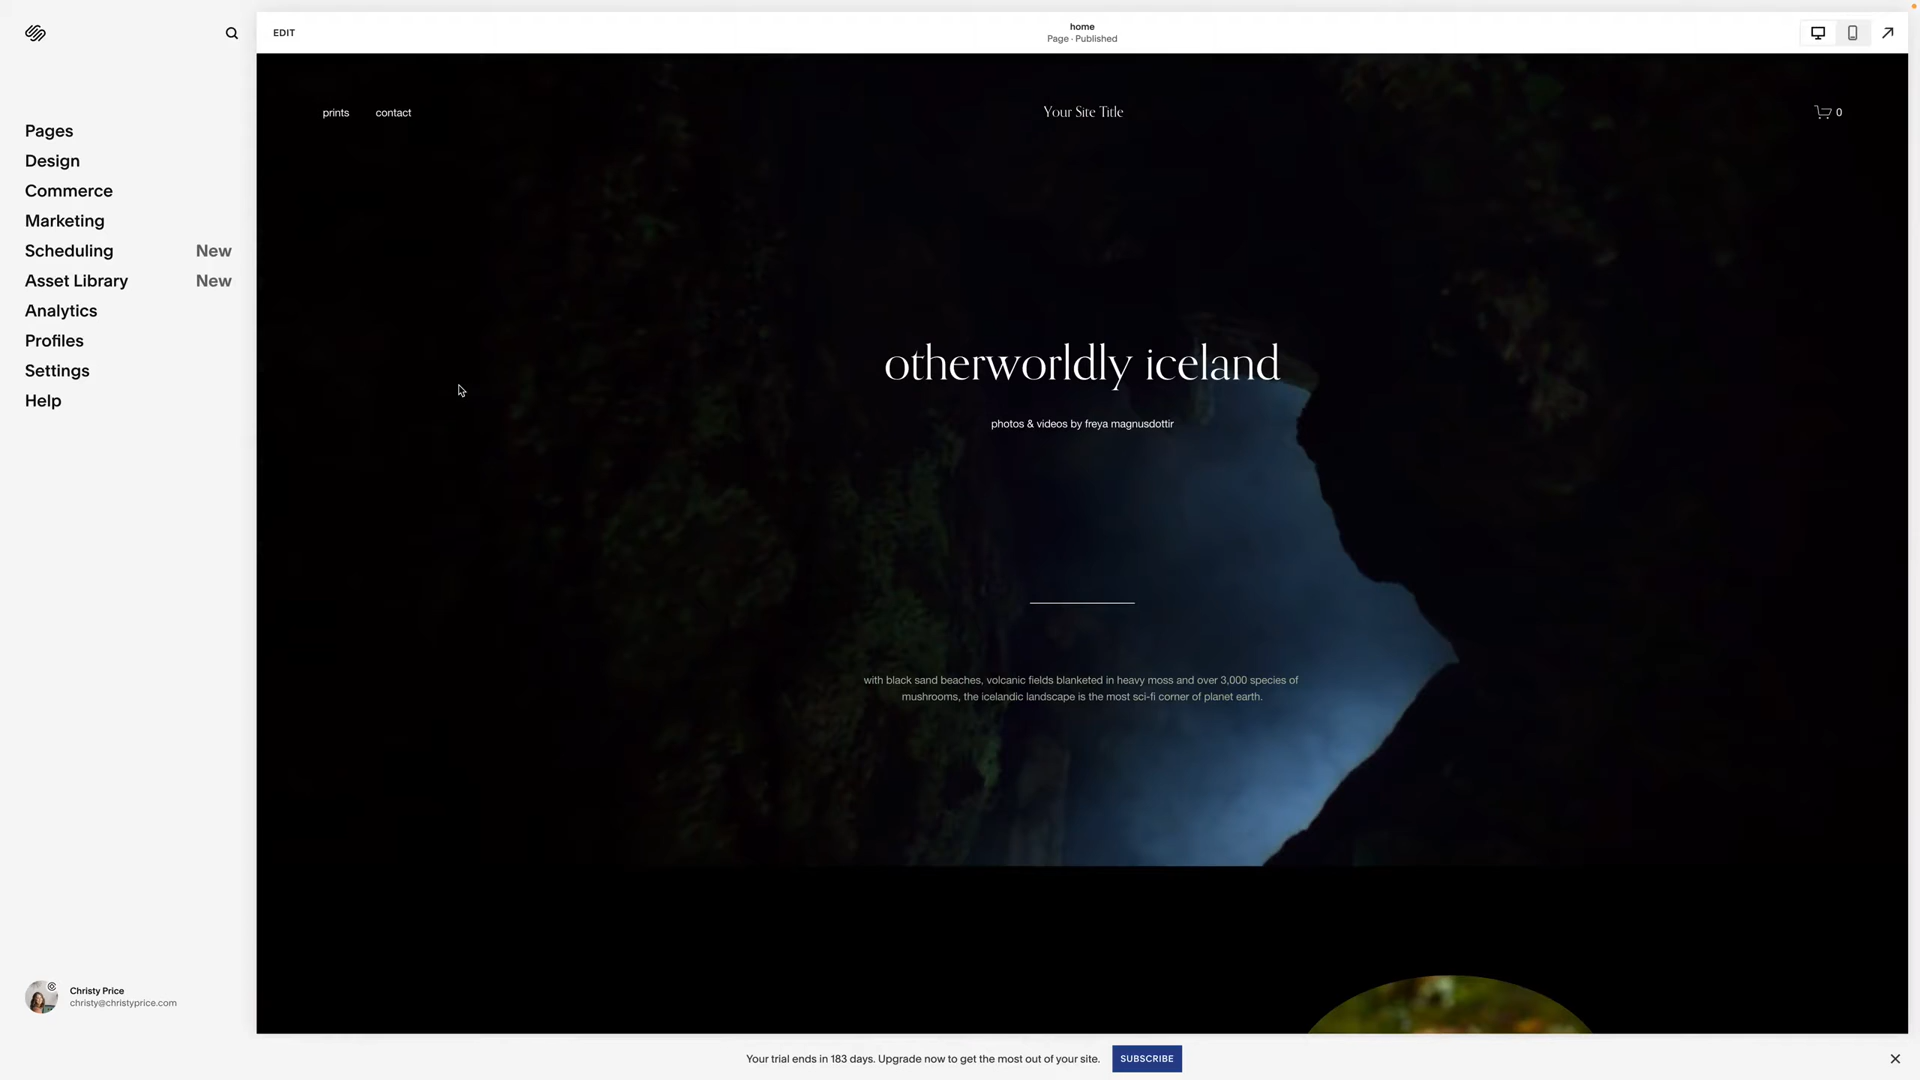 EDIT
home
Page · Published
prints
contact
Your Site Title
0
Pages
Design
Commerce
Marketing
Scheduling New
Asset Library New
Analytics
Profiles
Settings
Help
otherworldly iceland
photos & videos by freya magnusdottir
with black sand beaches, volcanic fields blanketed in heavy moss and over 3,000 species of
mushrooms, the icelandic landscape is the most sci-fi corner of planet earth.
Christy Price
christy@christyprice.com
Your trial ends in 183 days. Upgrade now to get the most out of your site.
SUBSCRIBE